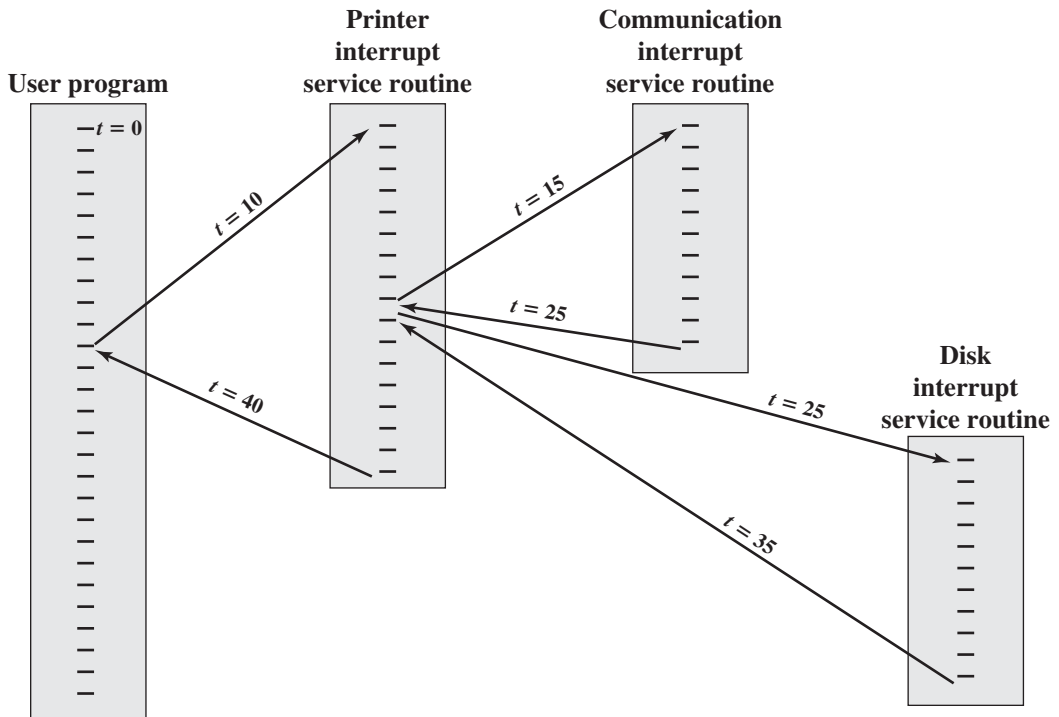 Printer
interrupt
service routine
Communication
interrupt
service routine
User program
t = 0
t = 10
t = 15
t = 25
t = 40
t = 25
t = 35
Disk
interrupt
service routine